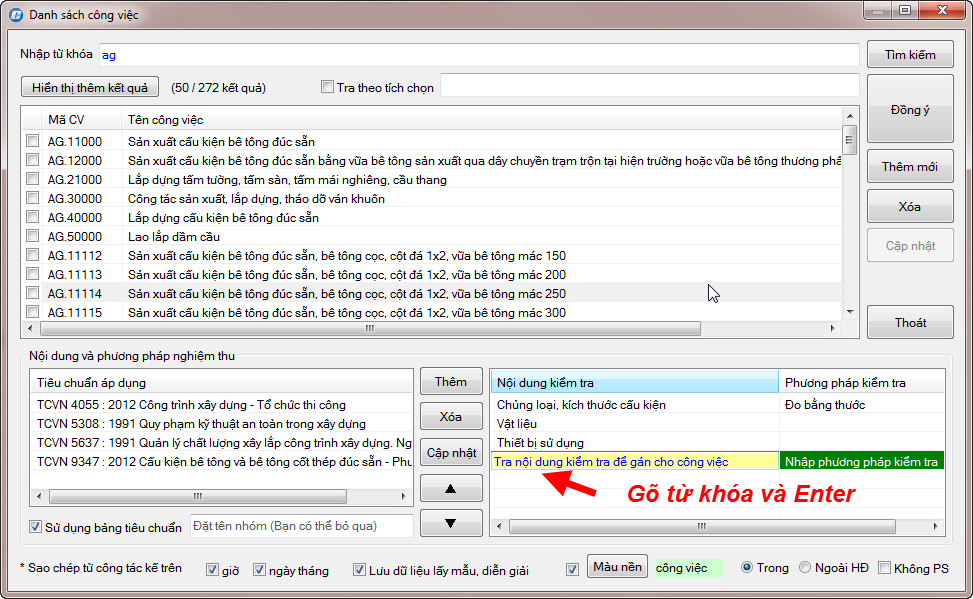 Danh sách công việc
Nhập từ khóa ag Tìm kiếm
Hiển thị thêm kết quả (50 / 272 kết quả) Tra theo tích chọn
Đồng ý
Mã CV Tên công việc
AG.11000 Sản xuất cấu kiện bê tông đúc sẵn
AG.12000 Sản xuất cấu kiện bê tông đúc sẵn bằng vữa bê tông sản xuất qua dây chuyền trạm trộn tại hiện trường hoặc vữa bê tông thương phẩ
Thêm mới
AG.21000 Lắp dựng tấm tường, tấm sàn, tấm mái nghiêng, cầu thang
AG.30000 Công tác sản xuất, lắp dựng, tháo dỡ ván khuôn
Xóa
AG.40000 Lắp dựng cấu kiện bê tông đúc sẵn
AG.50000 Lao lắp dầm cầu
Cập nhật
AG.11112 Sản xuất cấu kiện bê tông đúc sẵn, bê tông cọc, cột đá 1x2, vữa bê tông mác 150
AG.11113 Sản xuất cấu kiện bê tông đúc sẵn, bê tông cọc, cột đá 1x2, vữa bê tông mác 200
AG.11114 Sản xuất cấu kiện bê tông đúc sẵn, bê tông cọc, cột đá 1x2, vữa bê tông mác 250
AG.11115 Sản xuất cấu kiện bê tông đúc sẵn, bê tông cọc, cột đá 1x2, vữa bê tông mác 300
Thoát
Nội dung và phương pháp nghiệm thu
Tiêu chuẩn áp dụng
TCVN 4055 : 2012 Công trình xây dựng - Tổ chức thi công
TCVN 5308 : 1991 Quy phạm kỹ thuật an toàn trong xây dựng
TCVN 5637 : 1991 Quản lý chất lượng xây lắp công trình xây dựng. Ng
TCVN 9347 : 2012 Cấu kiện bê tông và bê tông cốt thép đúc sẵn - Phu
Sử dụng bảng tiêu chuẩn Đặt tên nhóm (Bạn có thể bỏ qua)
Thêm
Xóa
Cập nhật
Nội dung kiểm tra Phương pháp kiểm tra
Chủng loại, kích thước cấu kiện Đo bằng thước
Vật liệu
Thiết bị sử dụng
Tra nội dung kiểm tra để gán cho công việc Nhập phương pháp kiểm tra
Gõ từ khóa và Enter
* Sao chép từ công tác kế trên giờ ngày tháng Lưu dữ liệu lấy mẫu, diễn giải Màu nền công việc Trong Ngoài HĐ Không PS